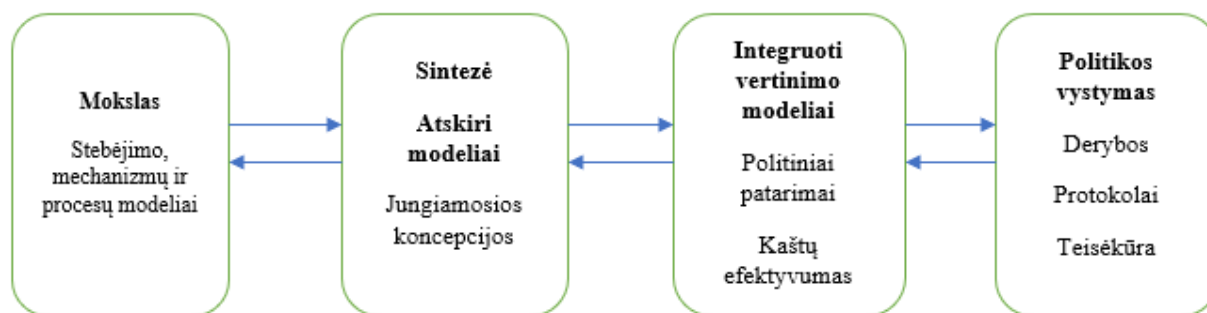 Mokslas
Stebėjimo,
mechanizmų ir
procesų modeliai
Sintezė
Atskiri
modeliai
Jungiamosios
koncepcijos
Integruoti
vertinimo
modeliai
Politiniai
patarimai
Kaštų
efektyvumas
Politikos
vystymas
Derybos
Protokolai
Teisėkūra